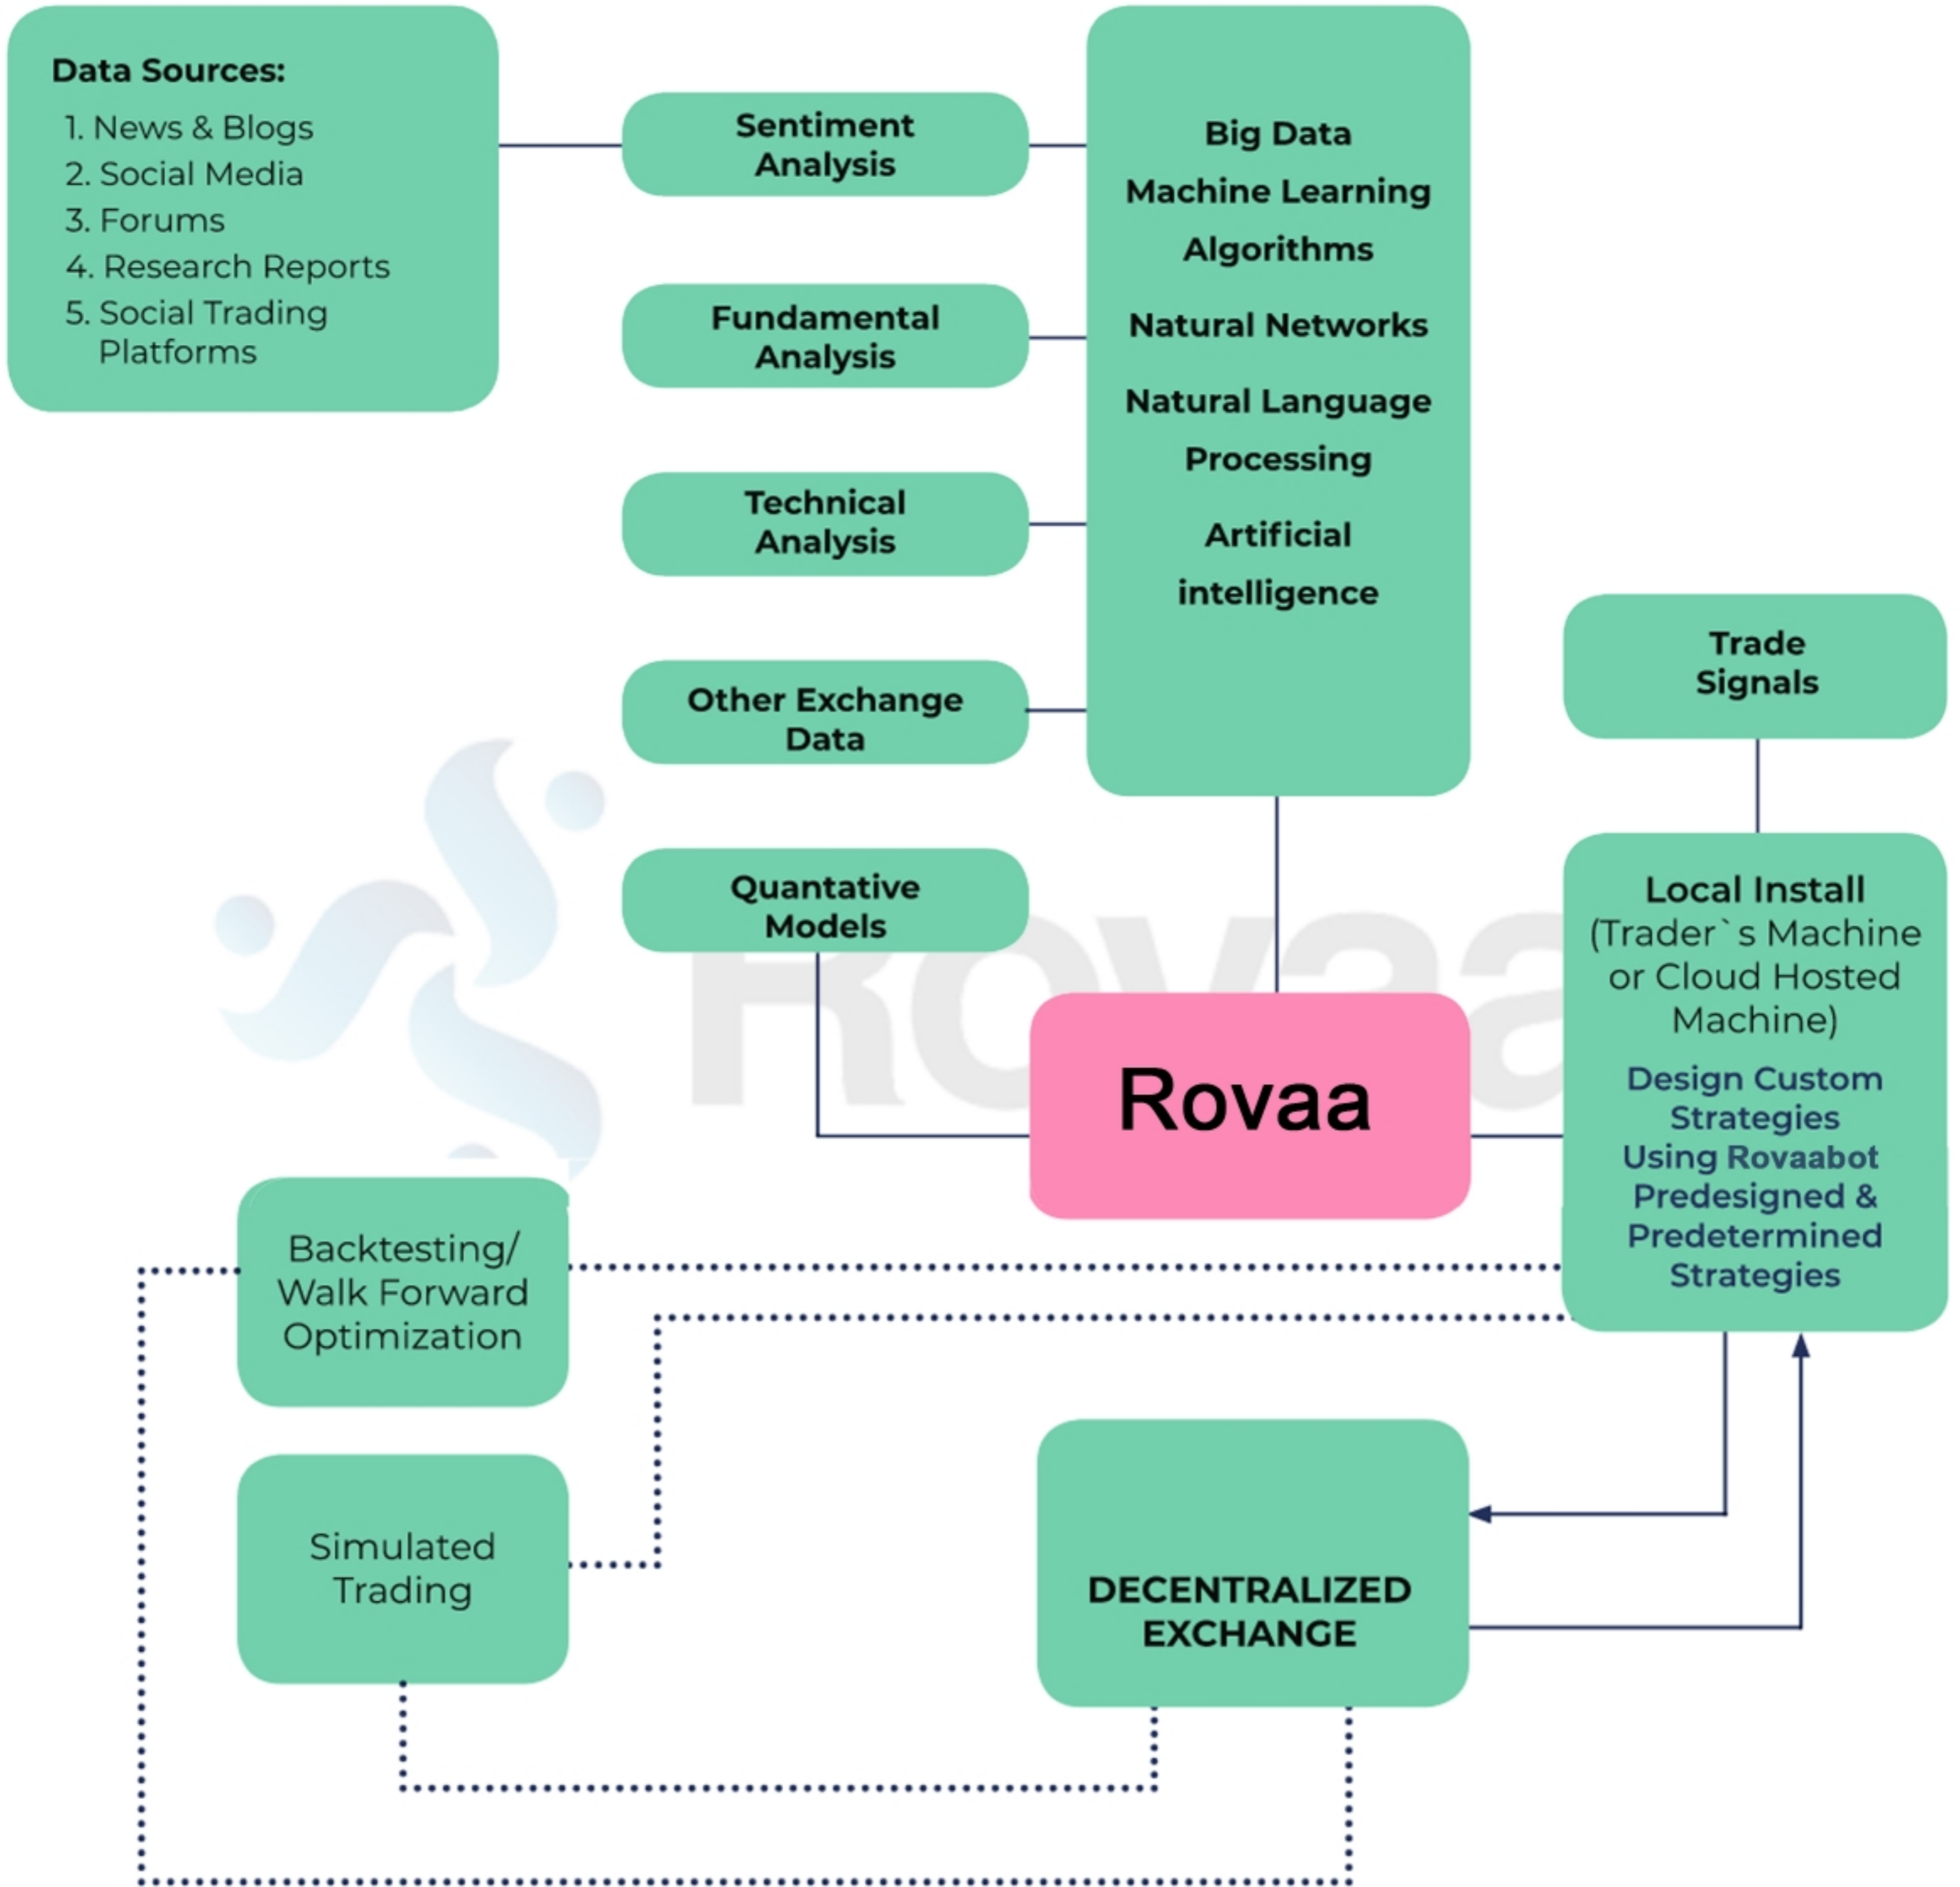 Data Sources:
1. News & Blogs
2. Social Media
3. Forums
4. Research Reports
5. Social Trading
Platforms
Sentiment
Analysis
Fundamental
Analysis
Technical
Analysis
Other Exchange
Data
Quantative
Models
Big Data
Machine Learning
Algorithms
Natural Networks
Natural Language
Processing
Artificial
intelligence
Trade
Signals
Rovaa
Rovaa
Local Install
(Trader`s Machine
or Cloud Hosted
Machine)
Design Custom
Strategies
Using Rovaabot
Predesigned &
Predetermined
Strategies
Backtesting/
Walk Forward
Optimization
Simulated
Trading
DECENTRALIZED
EXCHANGE